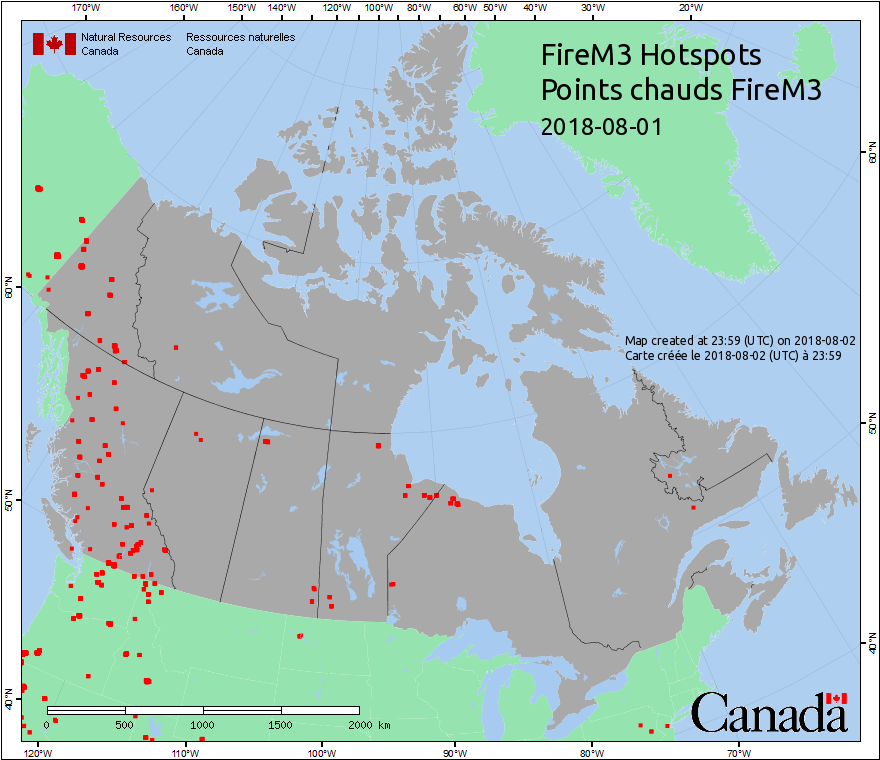 170°W 160°W 150°W 140°W 120°W 100°W 80°W 60°W 50°W 40°W 30°W 20°W
Natural Resources Canada
Ressources naturelles Canada
FireM3 Hotspots
Points chauds FireM3
2018-08-01
60°N
60°N
Map created at 23:59 (UTC) on 2018-08-02
Carte créée le 2018-08-02 (UTC) à 23:59
50°N
50°N
40°N
40°N
0 500 1000 1500 2000 km
Canada
120°W 110°W 100°W 90°W 80°W 70°W